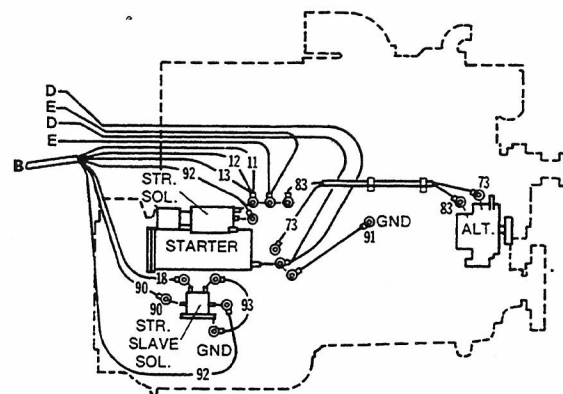 D
E
D
E
B
92
12
11
13
83
STR.
SOL.
73
73
83
GND
91
ALT.
STARTER
18
90
90
93
STR.
SLAVE
SOL.
GND
92